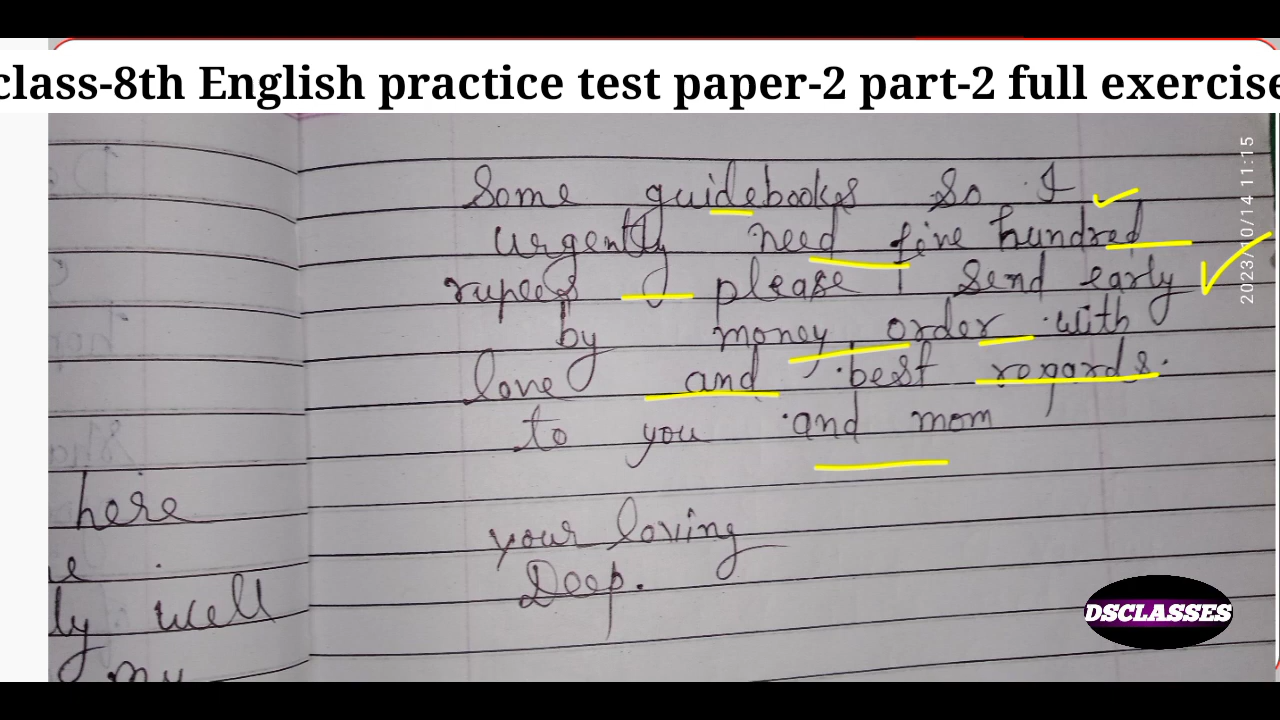 class-8th English practice test paper-2 part-2 full exercise
Some guidebooks so I
urgently need five hundred
rupees please send early
by money order with
love and best regards.
to you and mom
your loving
Deep.
here
e.
ly well
my
2023/10/14 11:15
DSCLASSES